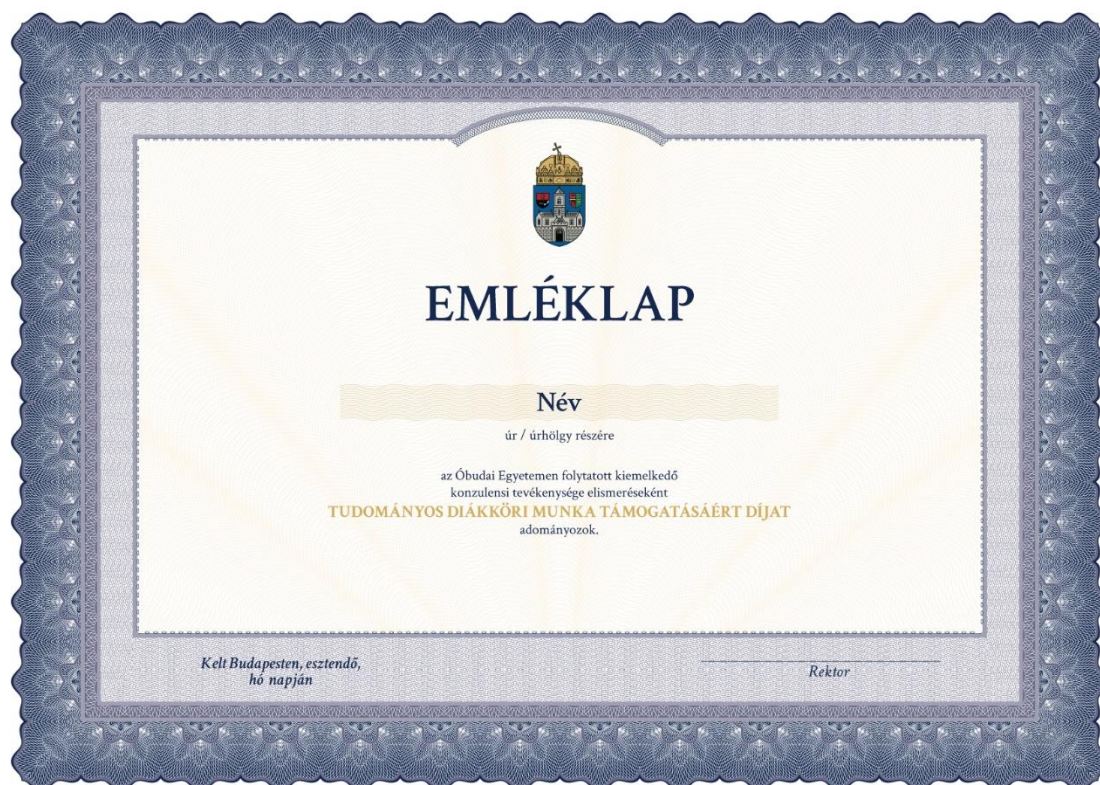 EMLÉKLAP
Név
úr / úrhölgy részére
az Óbudai Egyetemen folytatott kiemelkedő
konzulensi tevékenysége elismeréseként
TUDOMÁNYOS DIÁKKÖRI MUNKA TÁMOGATÁSÁÉRT DÍJAT
adományozok.
Kelt Budapesten, esztendő,
hó napján
Rektor